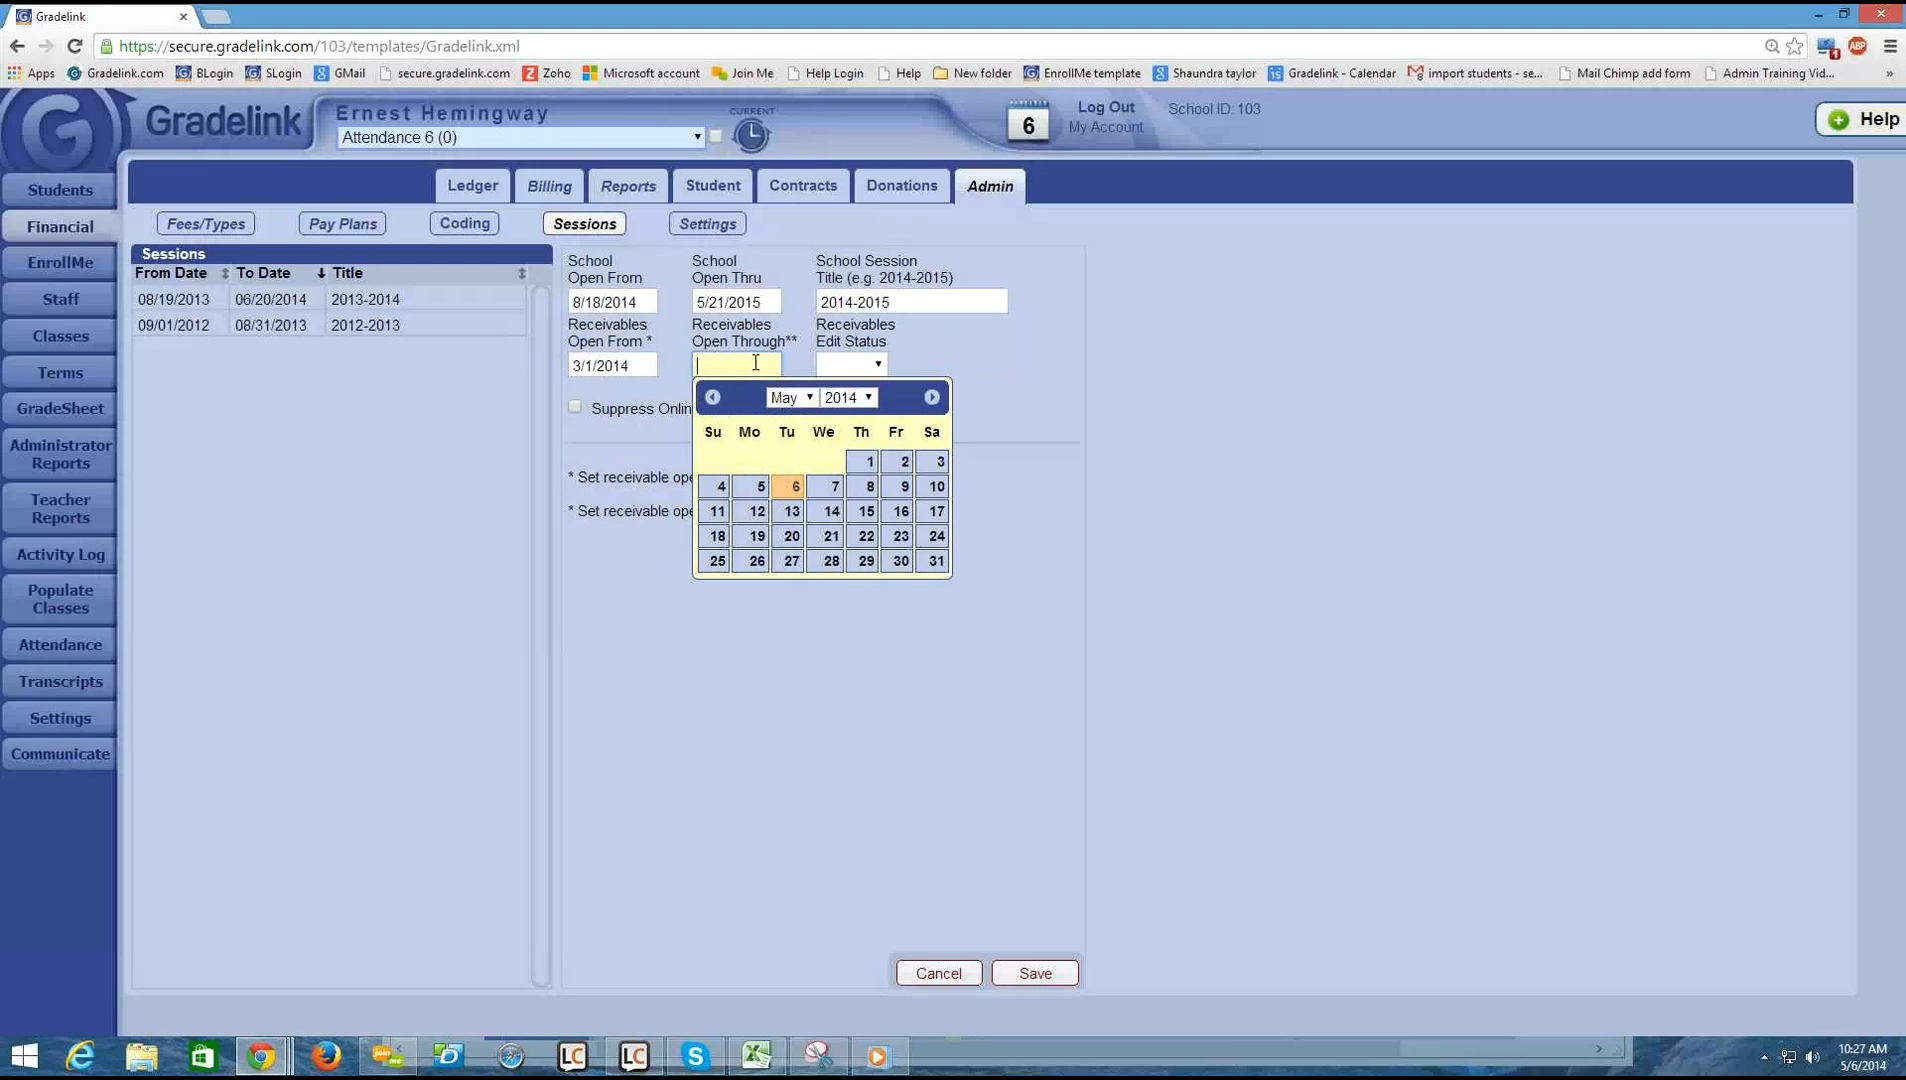 Gradelink
https://secure.gradelink.com/103/templates/Gradelink.xml
Apps Gradelink.com BLogin SLogin GMail secure.gradelink.com Zoho Microsoft account Join Me Help Login Help New folder EnrollMe template Shaundra taylor Gradelink - Calendar import students - se... Mail Chimp add form Admin Training Vid... »
Gradelink
Ernest Hemingway
Attendance 6 (0)
CURRENT
6
Log Out
My Account
School ID: 103
Help
Students
Financial
EnrollMe
Staff
Classes
Terms
GradeSheet
Administrator
Reports
Teacher
Reports
Activity Log
Populate
Classes
Attendance
Transcripts
Settings
Communicate
Ledger Billing Reports Student Contracts Donations Admin
Fees/Types Pay Plans Coding Sessions Settings
Sessions
From Date To Date Title
08/19/2013 06/20/2014 2013-2014
09/01/2012 08/31/2013 2012-2013
School School School Session
Open From Open Thru Title (e.g. 2014-2015)
8/18/2014 5/21/2015 2014-2015
Receivables Receivables Receivables
Open From * Open Through** Edit Status
3/1/2014
Suppress Onlin
* Set receivable ope
* Set receivable ope
May 2014
Su Mo Tu We Th Fr Sa
1 2 3
4 5 6 7 8 9 10
11 12 13 14 15 16 17
18 19 20 21 22 23 24
25 26 27 28 29 30 31
Cancel Save
10:27 AM
5/6/2014